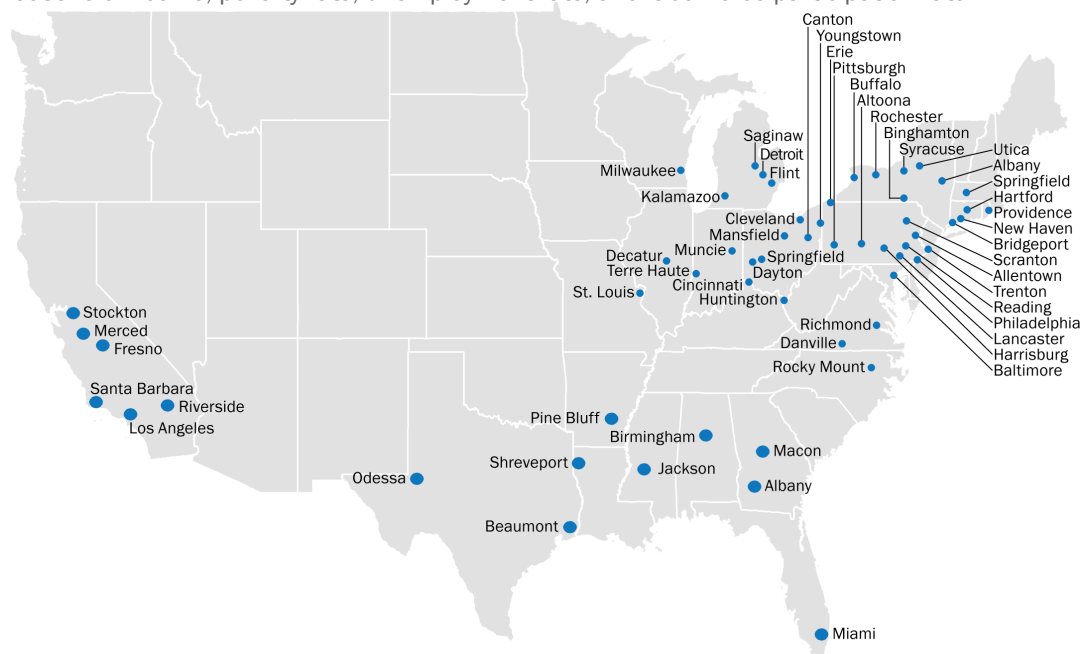 Canton
Youngstown
Erie
Pittsburgh
Buffalo
Altoona
Rochester
Binghamton
Syracuse
Saginaw
Detroit
Flint
Utica
Albany
Springfield
Hartford
Providence
New Haven
Bridgeport
Scranton
Allentown
Trenton
Reading
Philadelphia
Lancaster
Harrisburg
Baltimore
Milwaukee
Kalamazoo
Cleveland
Mansfield
Muncie
Decatur
Springfield
Terre Haute
Dayton
Cincinnati
St. Louis
Huntington
Richmond
Danville
Rocky Mount
Stockton
Merced
Fresno
Santa Barbara
Riverside
Los Angeles
Pine Bluff
Birmingham
Macon
Shreveport
Jackson
Odessa
Albany
Beaumont
Miami